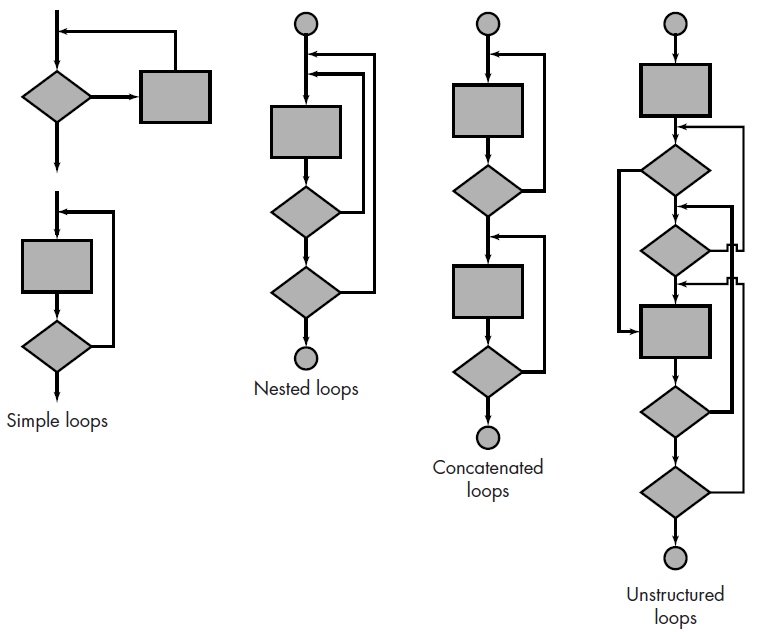 Simple loops
Nested loops
Concatenated
loops
Unstructured
loops